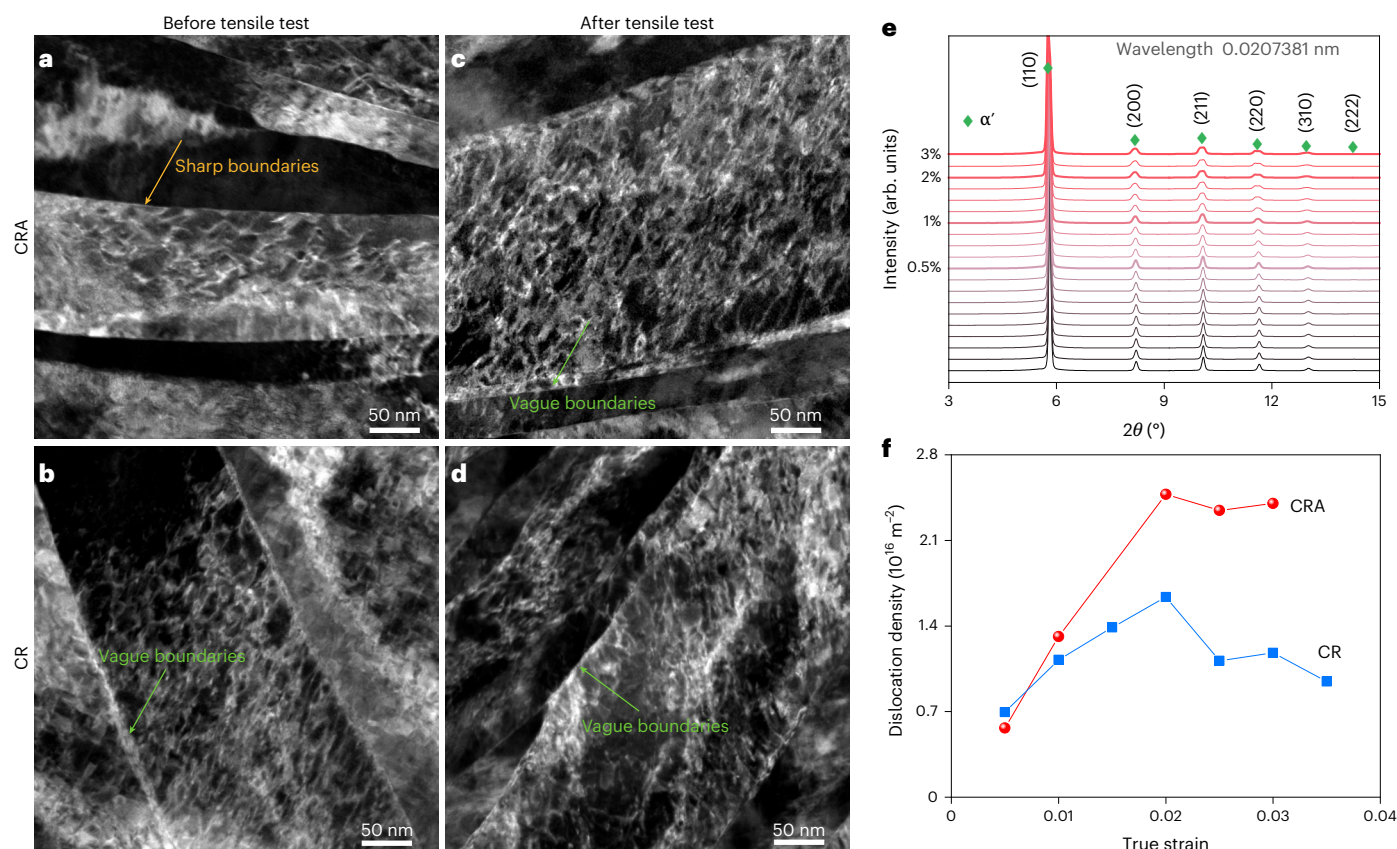 Before tensile test
After tensile test
CRA
CR
a
Sharp boundaries
50 nm
c
Vague boundaries
50 nm
b
Vague boundaries
50 nm
d
Vague boundaries
50 nm
e
Wavelength 0.0207381 nm
α′
(110)
(200)
(211)
(220)
(310)
(222)
Intensity (arb. units)
3%
2%
1%
0.5%
3
6
9
12
15
2θ (°)
f
Dislocation density (10¹⁶ m⁻²)
2.8
2.1
1.4
0.7
0
CRA
CR
0
0.01
0.02
0.03
0.04
True strain